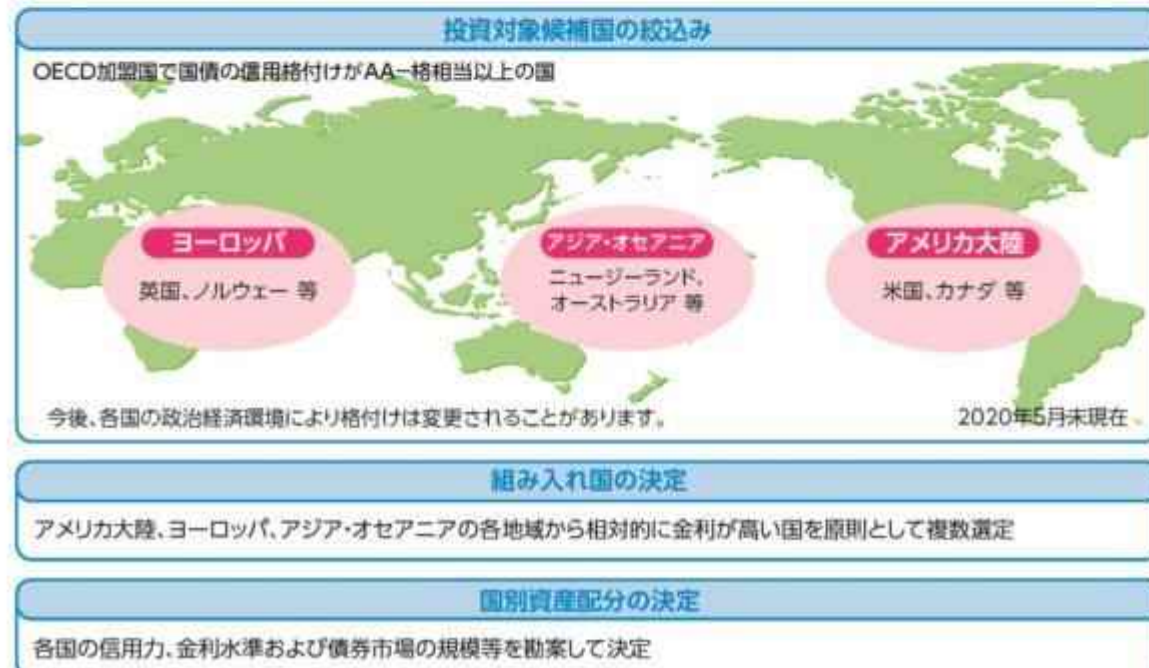 投資対象候補国の絞込み
OECD加盟国で国債の信用格付けがAA−格相当以上の国
ヨーロッパ
英国、ノルウェー 等
アジア・オセアニア
ニュージーランド、
オーストラリア 等
アメリカ大陸
米国、カナダ 等
今後、各国の政治経済環境により格付けは変更されることがあります。
2020年5月末現在
組み入れ国の決定
アメリカ大陸、ヨーロッパ、アジア・オセアニアの各地域から相対的に金利が高い国を原則として複数選定
国別資産配分の決定
各国の信用力、金利水準および債券市場の規模等を勘案して決定